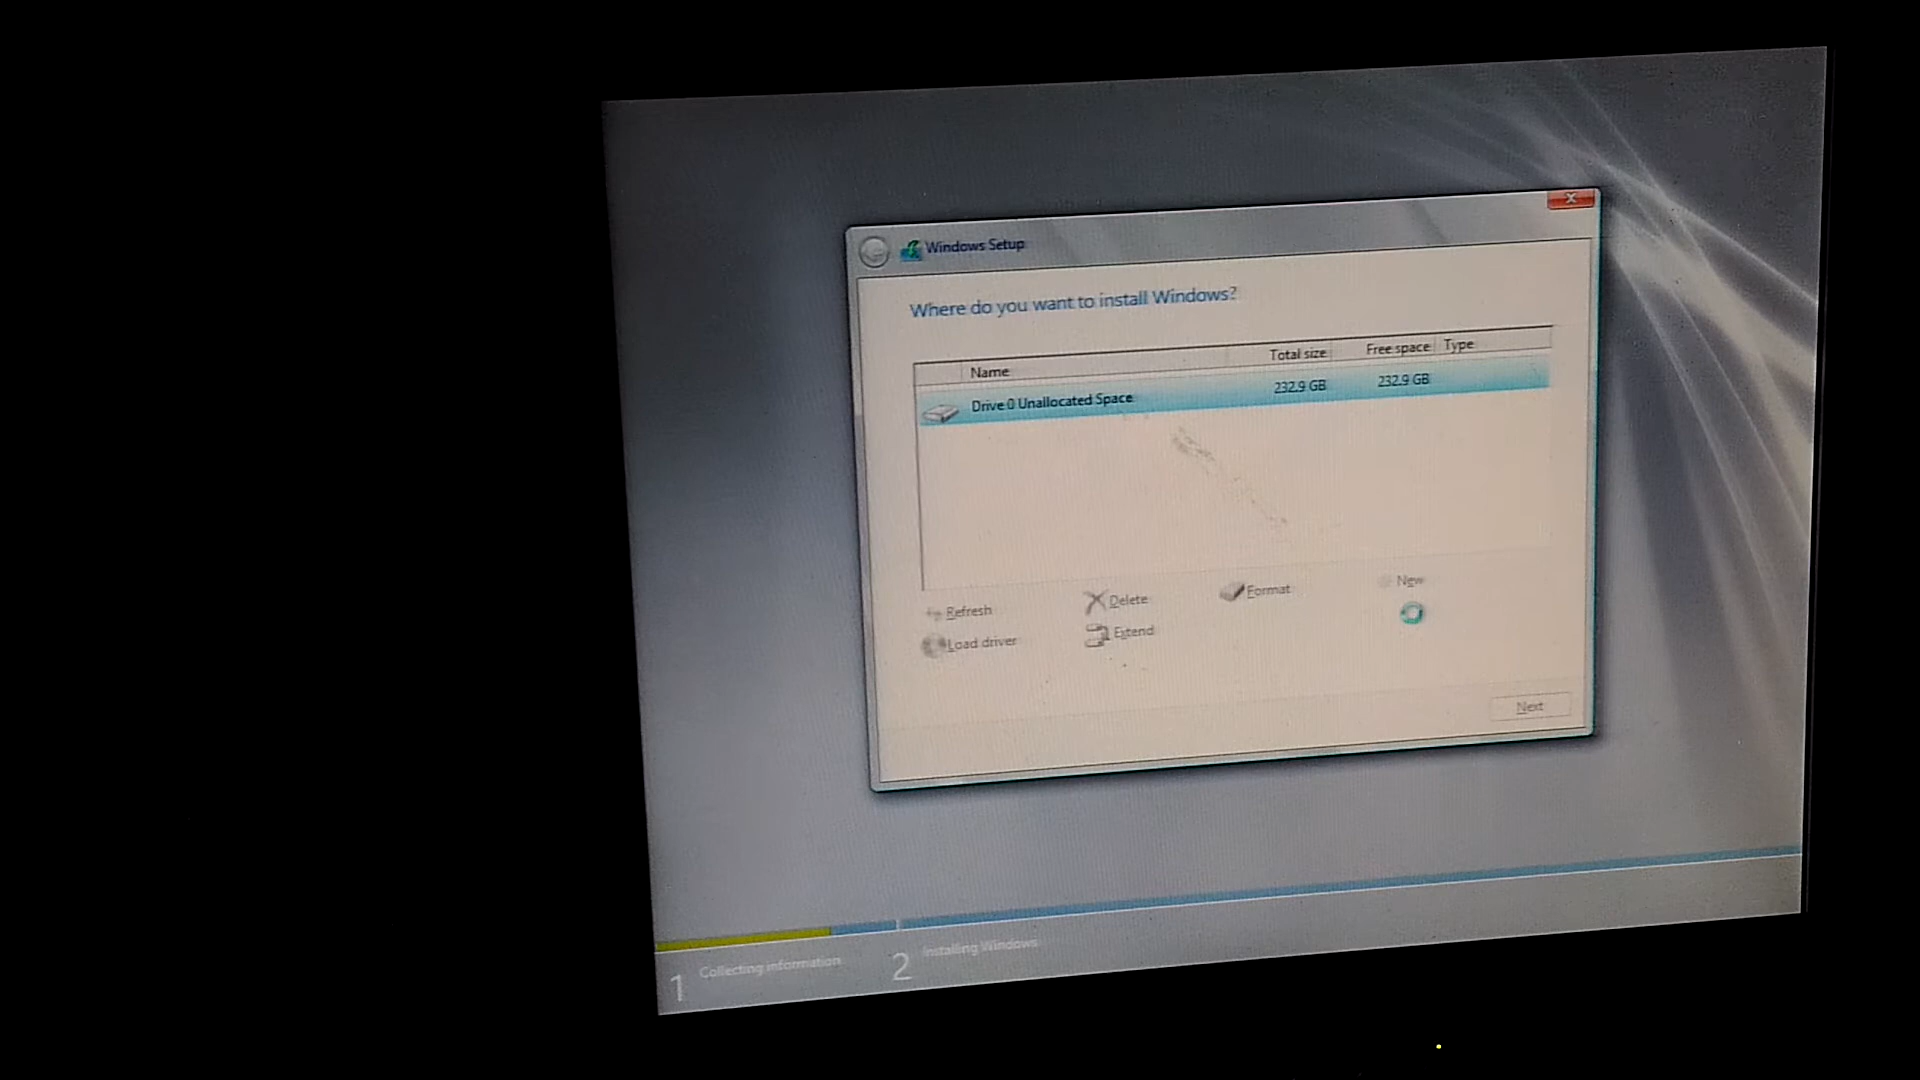 Windows Setup
Where do you want to install Windows?
Name Total size Free space Type
Drive 0 Unallocated Space 232.9 GB 232.9 GB
Refresh Delete Format New
Load driver Extend
Next
1 Collecting information 2 Installing Windows